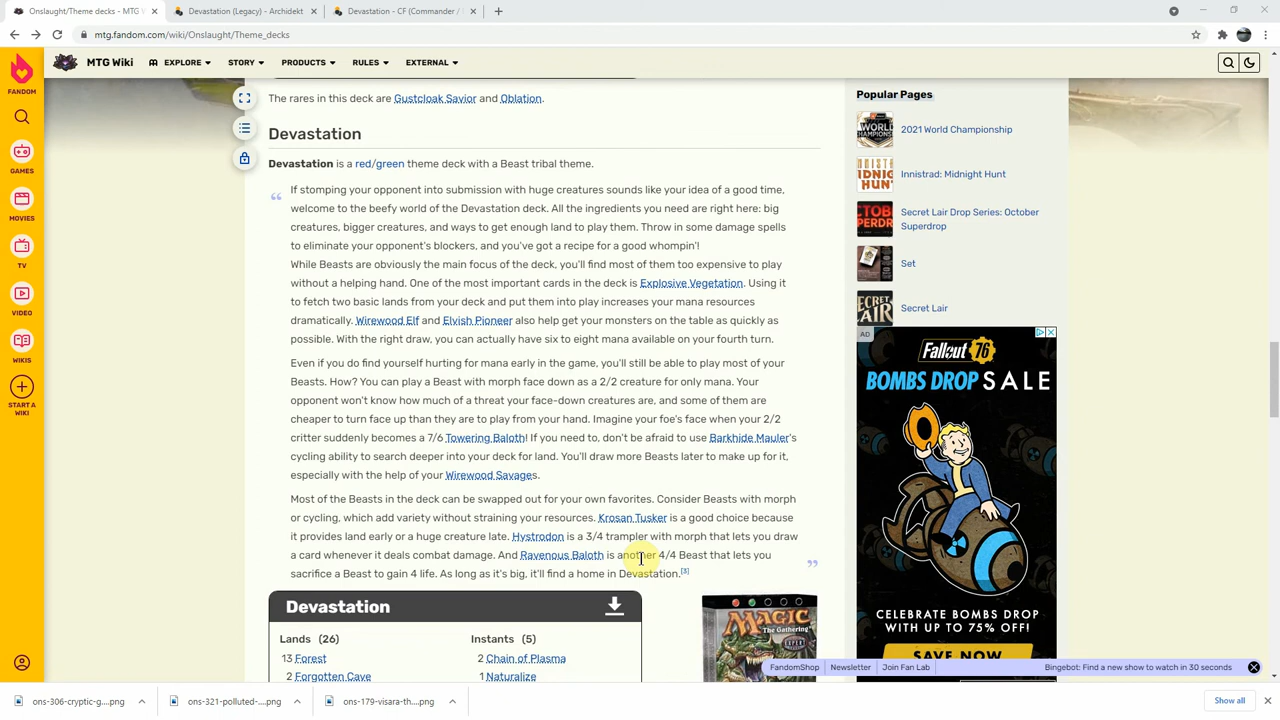 Onslaught/Theme decks - MTG Wi
Devastation (Legacy) - Archidekt
Devastation - CF (Commander /
mtg.fandom.com/wiki/Onslaught/Theme_decks
FANDOM
MTG Wiki
EXPLORE
STORY
PRODUCTS
RULES
EXTERNAL
GAMES
MOVIES
TV
VIDEO
WIKIS
START A
WIKI
The rares in this deck are Gustcloak Savior and Oblation.
Devastation
Devastation is a red/green theme deck with a Beast tribal theme.
If stomping your opponent into submission with huge creatures sounds like your idea of a good time,
welcome to the beefy world of the Devastation deck. All the ingredients you need are right here: big
creatures, bigger creatures, and ways to get enough land to play them. Throw in some damage spells
to eliminate your opponent's blockers, and you've got a recipe for a good whompin'!
While Beasts are obviously the main focus of the deck, you'll find most of them too expensive to play
without a helping hand. One of the most important cards in the deck is Explosive Vegetation. Using it
to fetch two basic lands from your deck and put them into play increases your mana resources
dramatically. Wirewood Elf and Elvish Pioneer also help get your monsters on the table as quickly as
possible. With the right draw, you can actually have six to eight mana available on your fourth turn.
Even if you do find yourself hurting for mana early in the game, you'll still be able to play most of your
Beasts. How? You can play a Beast with morph face down as a 2/2 creature for only mana. Your
opponent won't know how much of a threat your face-down creatures are, and some of them are
cheaper to turn face up than they are to play from your hand. Imagine your foe's face when your 2/2
critter suddenly becomes a 7/6 Towering Baloth! If you need to, don't be afraid to use Barkhide Mauler's
cycling ability to search deeper into your deck for land. You'll draw more Beasts later to make up for it,
especially with the help of your Wirewood Savages.
Most of the Beasts in the deck can be swapped out for your own favorites. Consider Beasts with morph
or cycling, which add variety without straining your resources. Krosan Tusker is a good choice because
it provides land early or a huge creature late. Hystrodon is a 3/4 trampler with morph that lets you draw
a card whenever it deals combat damage. And Ravenous Baloth is another 4/4 Beast that lets you
sacrifice a Beast to gain 4 life. As long as it's big, it'll find a home in Devastation.[3]
Devastation
Lands (26)
13 Forest
2 Forgotten Cave
Instants (5)
2 Chain of Plasma
1 Naturalize
MAGIC
The Gathering
EXPERT
Popular Pages
2021 World Championship
Innistrad: Midnight Hunt
Secret Lair Drop Series: October
Superdrop
Set
Secret Lair
AD
Fallout 76
BOMBS DROP SALE
CELEBRATE BOMBS DROP
WITH UP TO 75% OFF!
SAVE NOW
FandomShop
Newsletter
Join Fan Lab
Bingebot: Find a new show to watch in 30 seconds
ons-306-cryptic-g....png
ons-321-polluted-....png
ons-179-visara-th....png
Show all